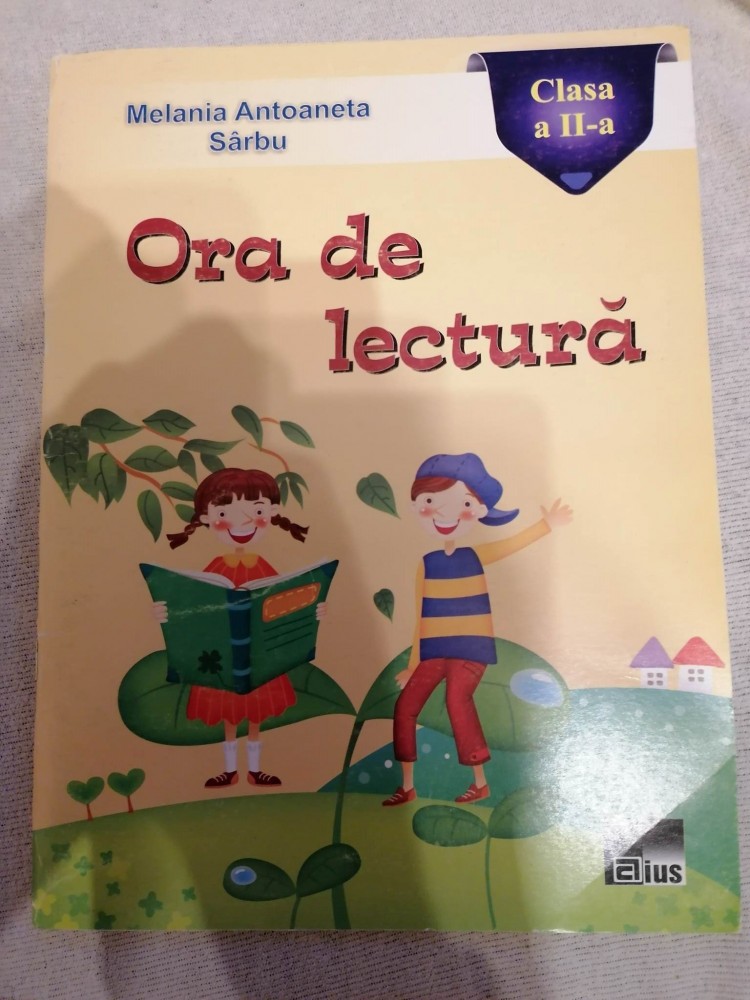 Melania Antoaneta
Sârbu
Clasa
a II-a
Ora de
lectură
aius